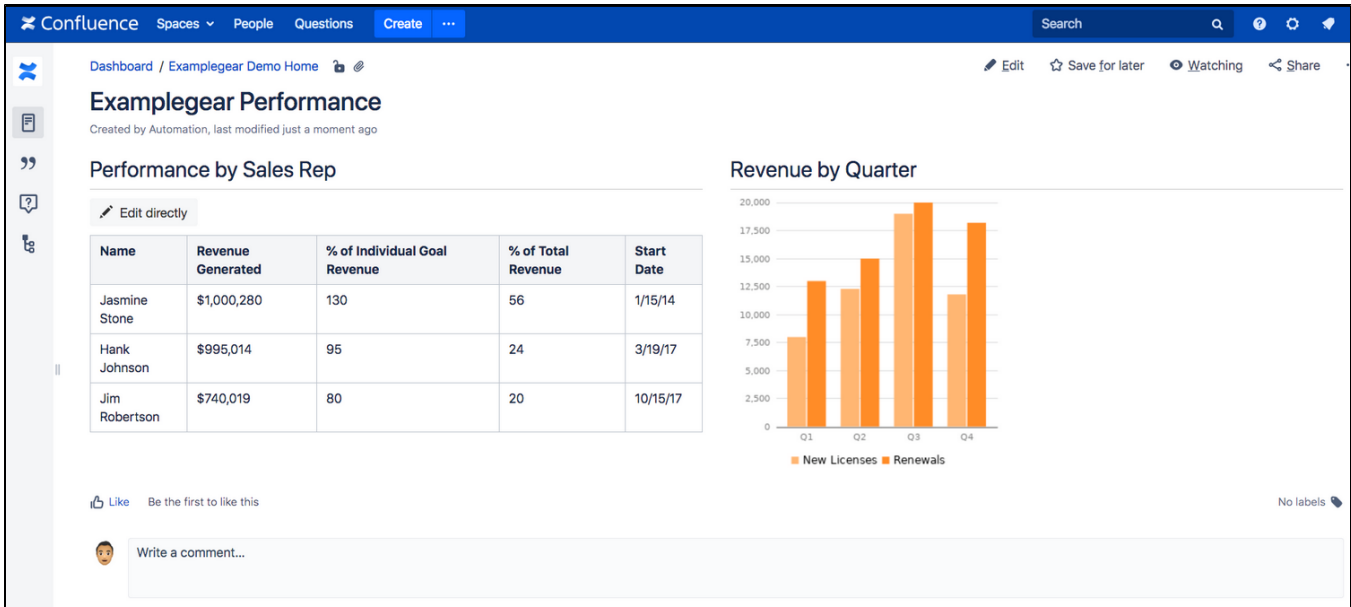 Confluence Spaces People Questions Create ... Search
Dashboard / Examplegear Demo Home Edit Save for later Watching Share
Examplegear Performance
Created by Automation, last modified just a moment ago
Performance by Sales Rep
Edit directly
Name Revenue Generated % of Individual Goal Revenue % of Total Revenue Start Date
Jasmine Stone $1,000,280 130 56 1/15/14
Hank Johnson $995,014 95 24 3/19/17
Jim Robertson $740,019 80 20 10/15/17
Revenue by Quarter
20,000
17,500
15,000
12,500
10,000
7,500
5,000
2,500
0
Q1 Q2 Q3 Q4
New Licenses Renewals
Like Be the first to like this No labels
Write a comment...